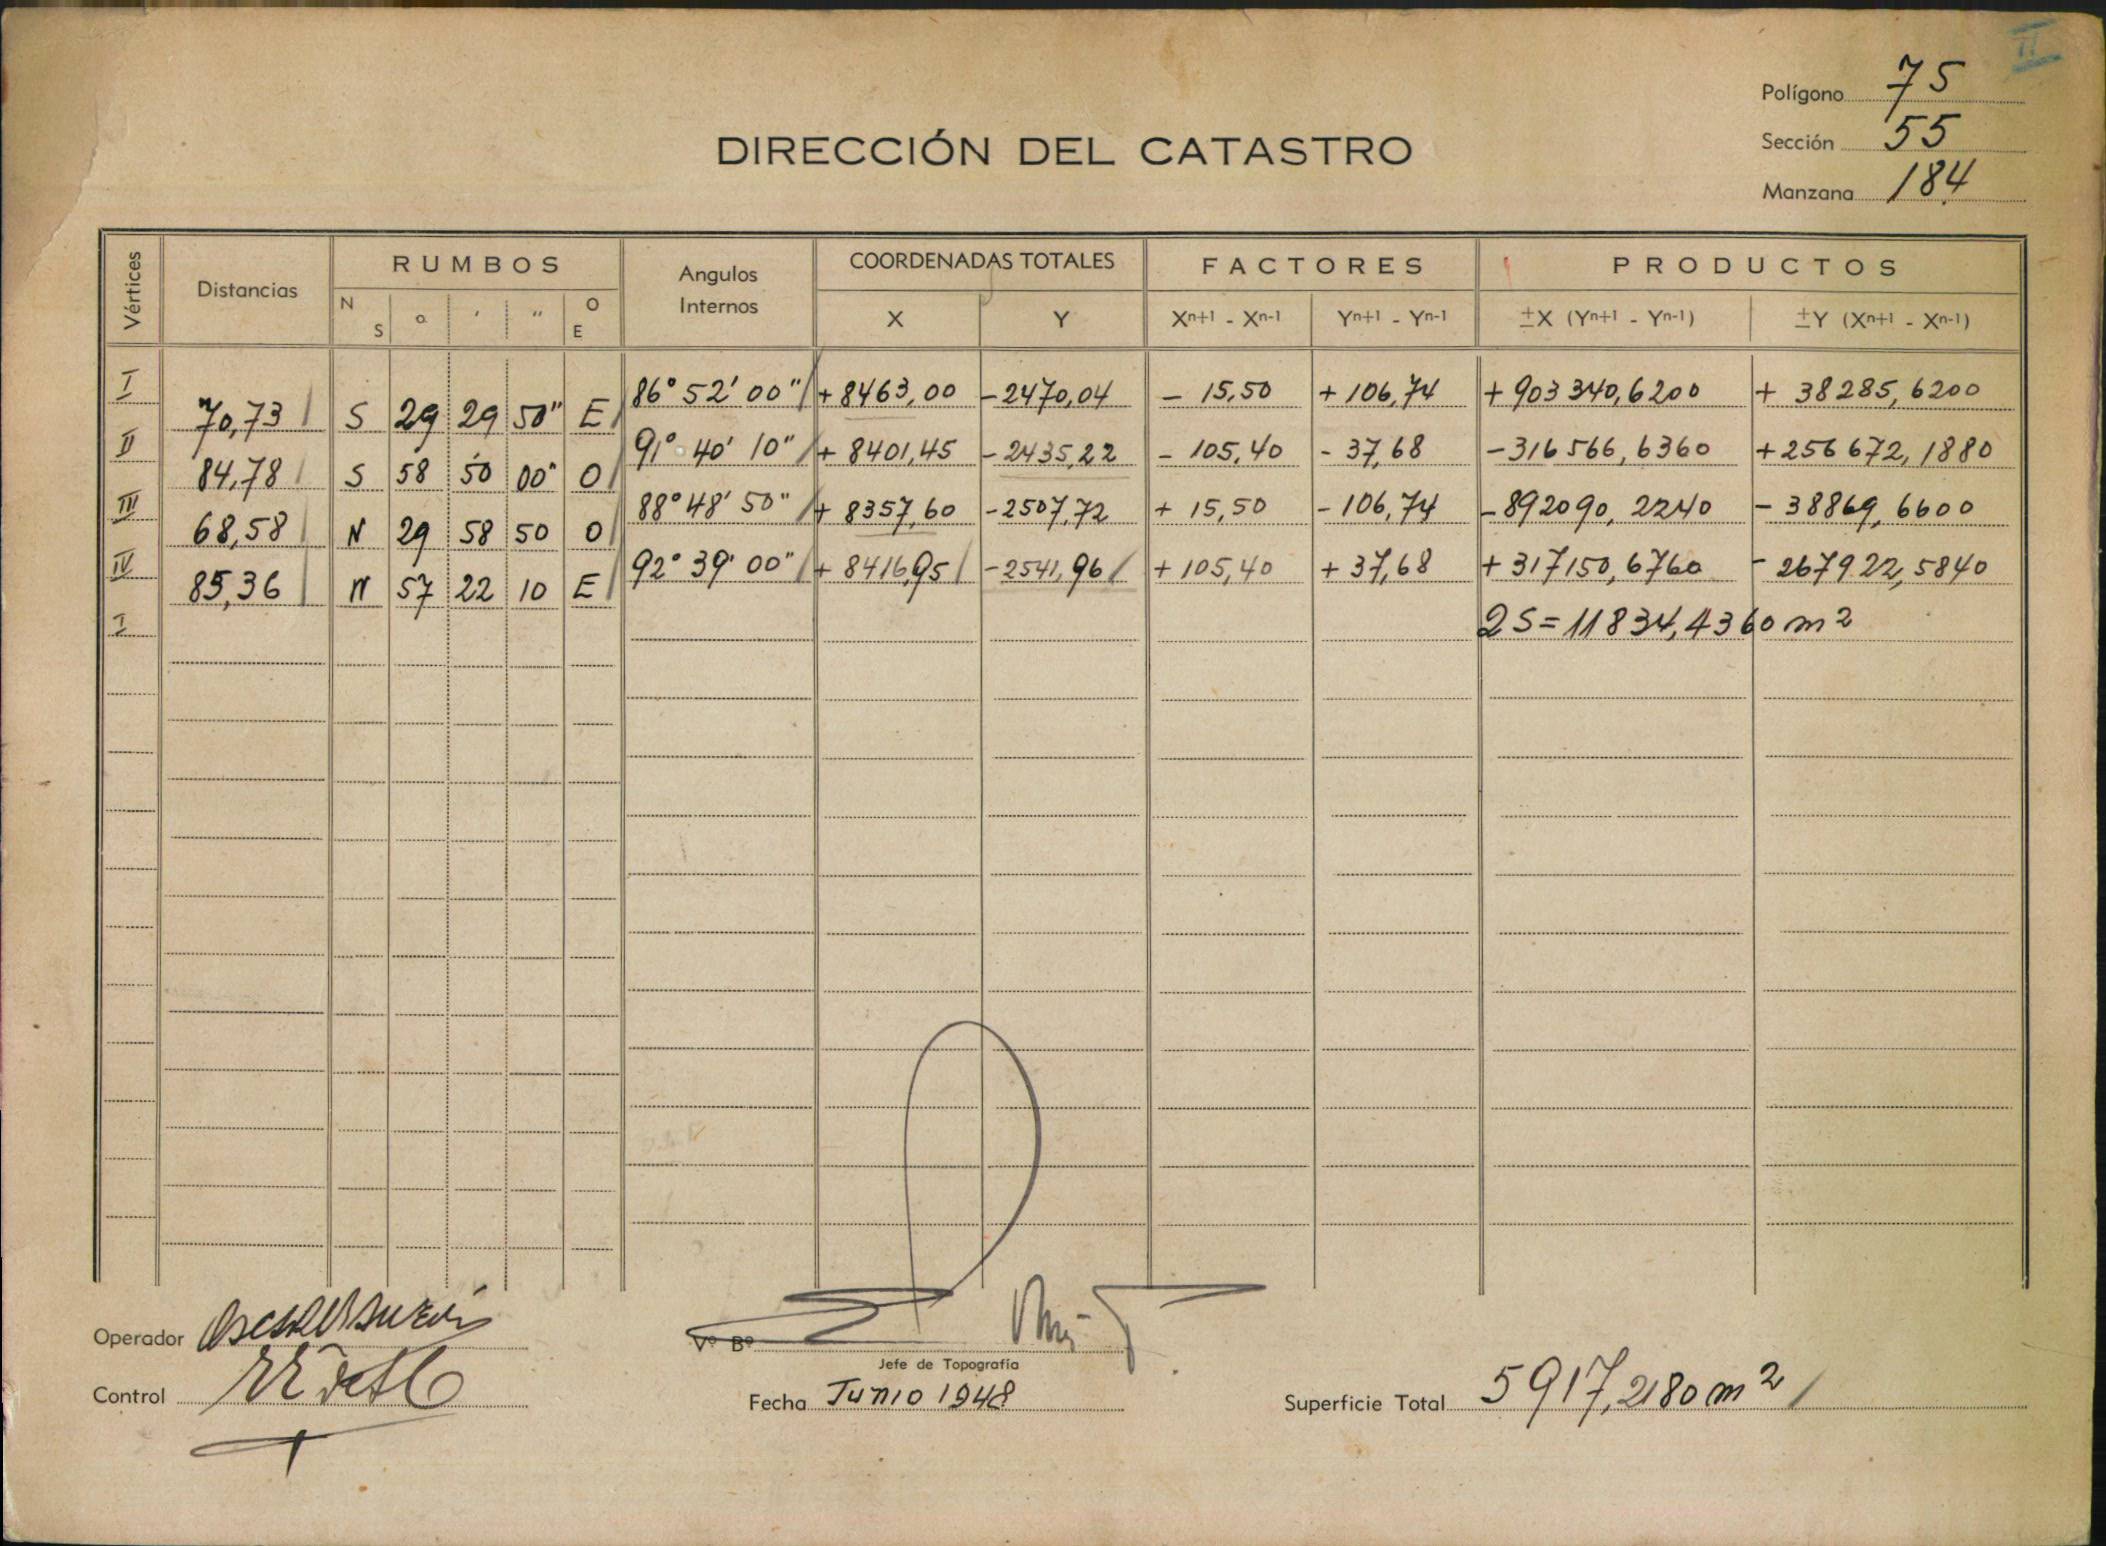 II
Polígono 75
Sección 55
Manzana 184
DIRECCIÓN DEL CATASTRO
Vértices Distancias RUMBOS Angulos Internos COORDENADAS TOTALES FACTORES PRODUCTOS
N S o ' " O E X Y Xn+1 - Xn-1 Yn+1 - Yn-1 ±X (Yn+1 - Yn-1) ±Y (Xn+1 - Xn-1)
I 86° 52' 00" + 8463,00 - 2470,04 - 15,50 + 106,74 + 903340,6200 + 38285,6200
70,73 S 29 29 50" E
II 91° 40' 10" + 8401,45 - 2435,22 - 105,40 - 37,68 - 316566,6360 + 256672,1880
84,78 S 58 50 00" O
III 88° 48' 50" + 8357,60 - 2507,72 + 15,50 - 106,74 - 892090,2240 - 38869,6600
68,58 N 29 58 50 O
IV 92° 39' 00" + 8416,95 - 2541,96 + 105,40 + 37,68 + 317150,6760 - 267922,5840
85,36 N 57 22 10 E
I 2S = 11834,4360 m2
Operador
Vº Bº
Jefe de Topografía
Control
Fecha Junio 1948
Superficie Total 5917,2180 m2